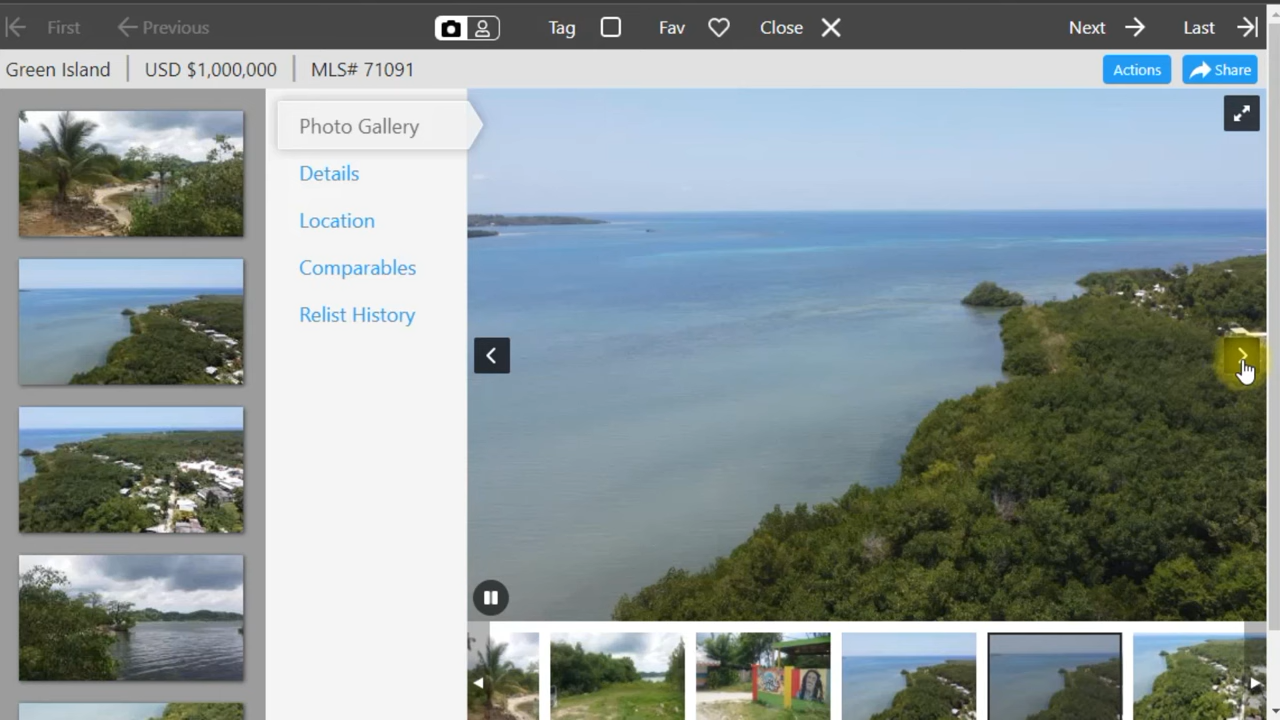 First
Previous
Tag
Fav
Close
Next
Last
Green Island
USD $1,000,000
MLS# 71091
Actions
Share
Photo Gallery
Details
Location
Comparables
Relist History